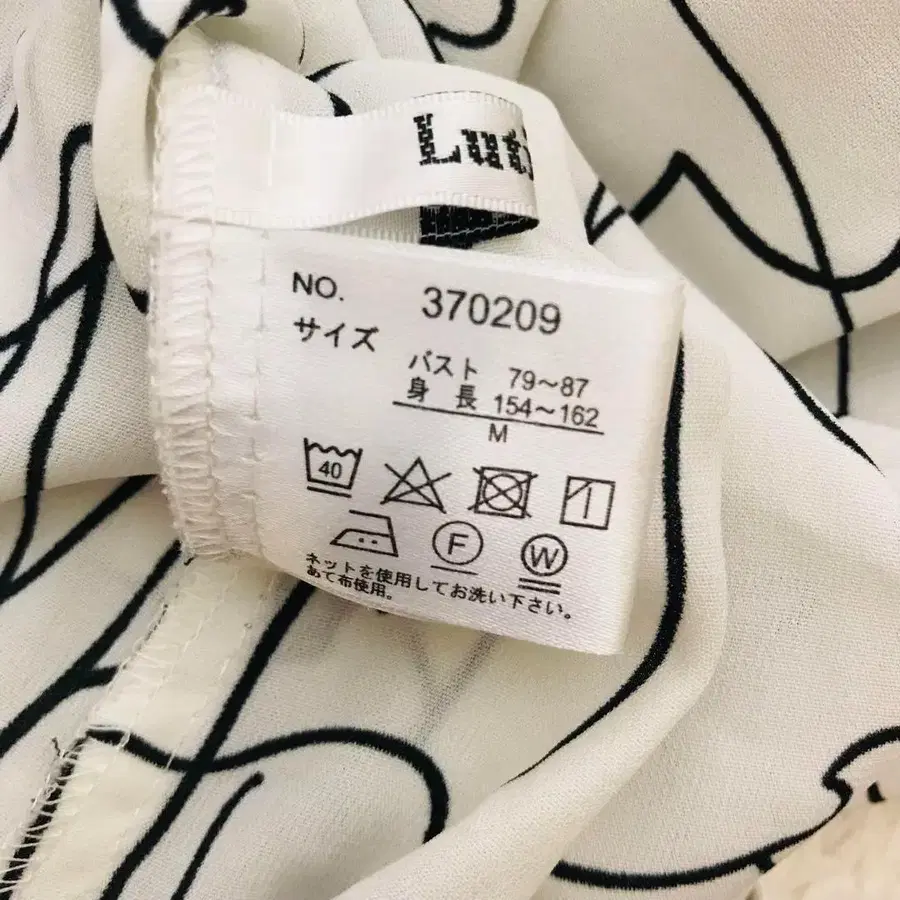 NO. 370209
サイズ
バスト 79〜87
身 長 154〜162
M
40
F
W
ネットを使用してお洗い下さい。
あて布使用。